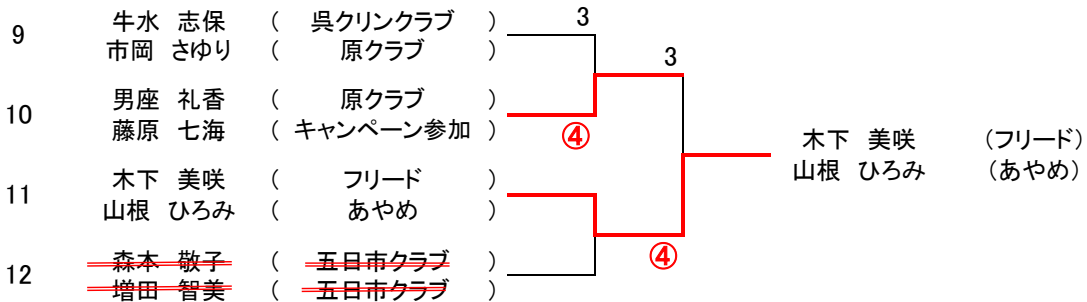 9 牛水 志保 ( 呉クリンクラブ ) 3
市岡 さゆり ( 原クラブ )
3
10 男座 礼香 ( 原クラブ )
藤原 七海 ( キャンペーン参加 ) ④
木下 美咲 (フリード)
山根 ひろみ (あやめ)
11 木下 美咲 ( フリード )
山根 ひろみ ( あやめ )
④
12 森本 敬子 ( 五日市クラブ )
増田 智美 ( 五日市クラブ )